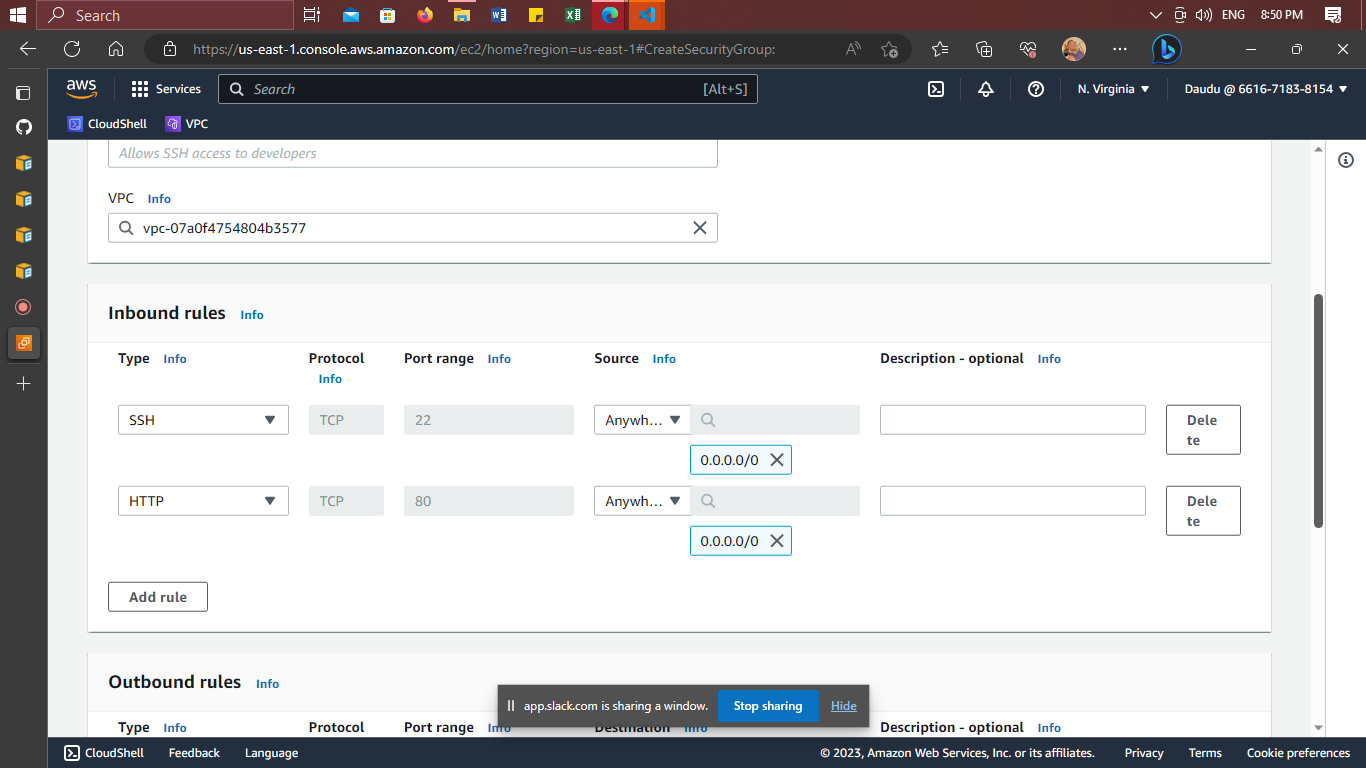 Search
ENG 8:50 PM
https://us-east-1.console.aws.amazon.com/ec2/home?region=us-east-1#CreateSecurityGroup:
aws Services Search [Alt+S] N. Virginia Daudu @ 6616-7183-8154
CloudShell VPC
Allows SSH access to developers
VPC Info
vpc-07a0f4754804b3577
Inbound rules Info
Type Info Protocol Port range Info Source Info Description - optional Info
Info
SSH TCP 22 Anywh... Dele
te
0.0.0.0/0
HTTP TCP 80 Anywh... Dele
te
0.0.0.0/0
Add rule
Outbound rules Info
app.slack.com is sharing a window. Stop sharing Hide
Type Info Protocol Port range Info Destination Info Description - optional Info
CloudShell Feedback Language © 2023, Amazon Web Services, Inc. or its affiliates. Privacy Terms Cookie preferences